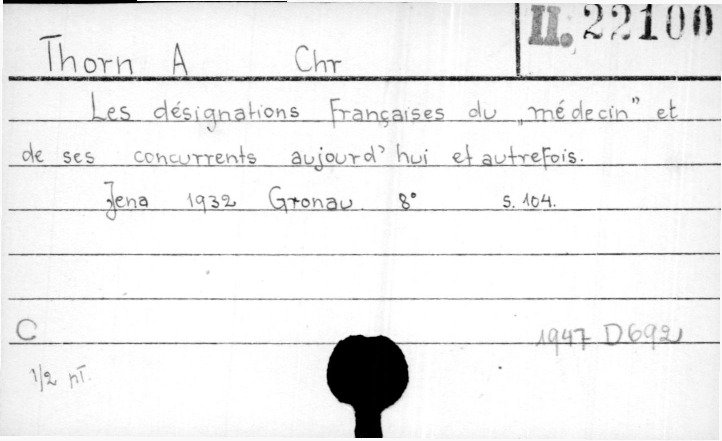 II. 22100
Thorn A Chr
Les désignations Françaises du „médecin" et
de ses concurrents aujourd'hui et autrefois.
Jena 1932 Gronau 8° S. 104.
C
1947 D692
1/2 pT.